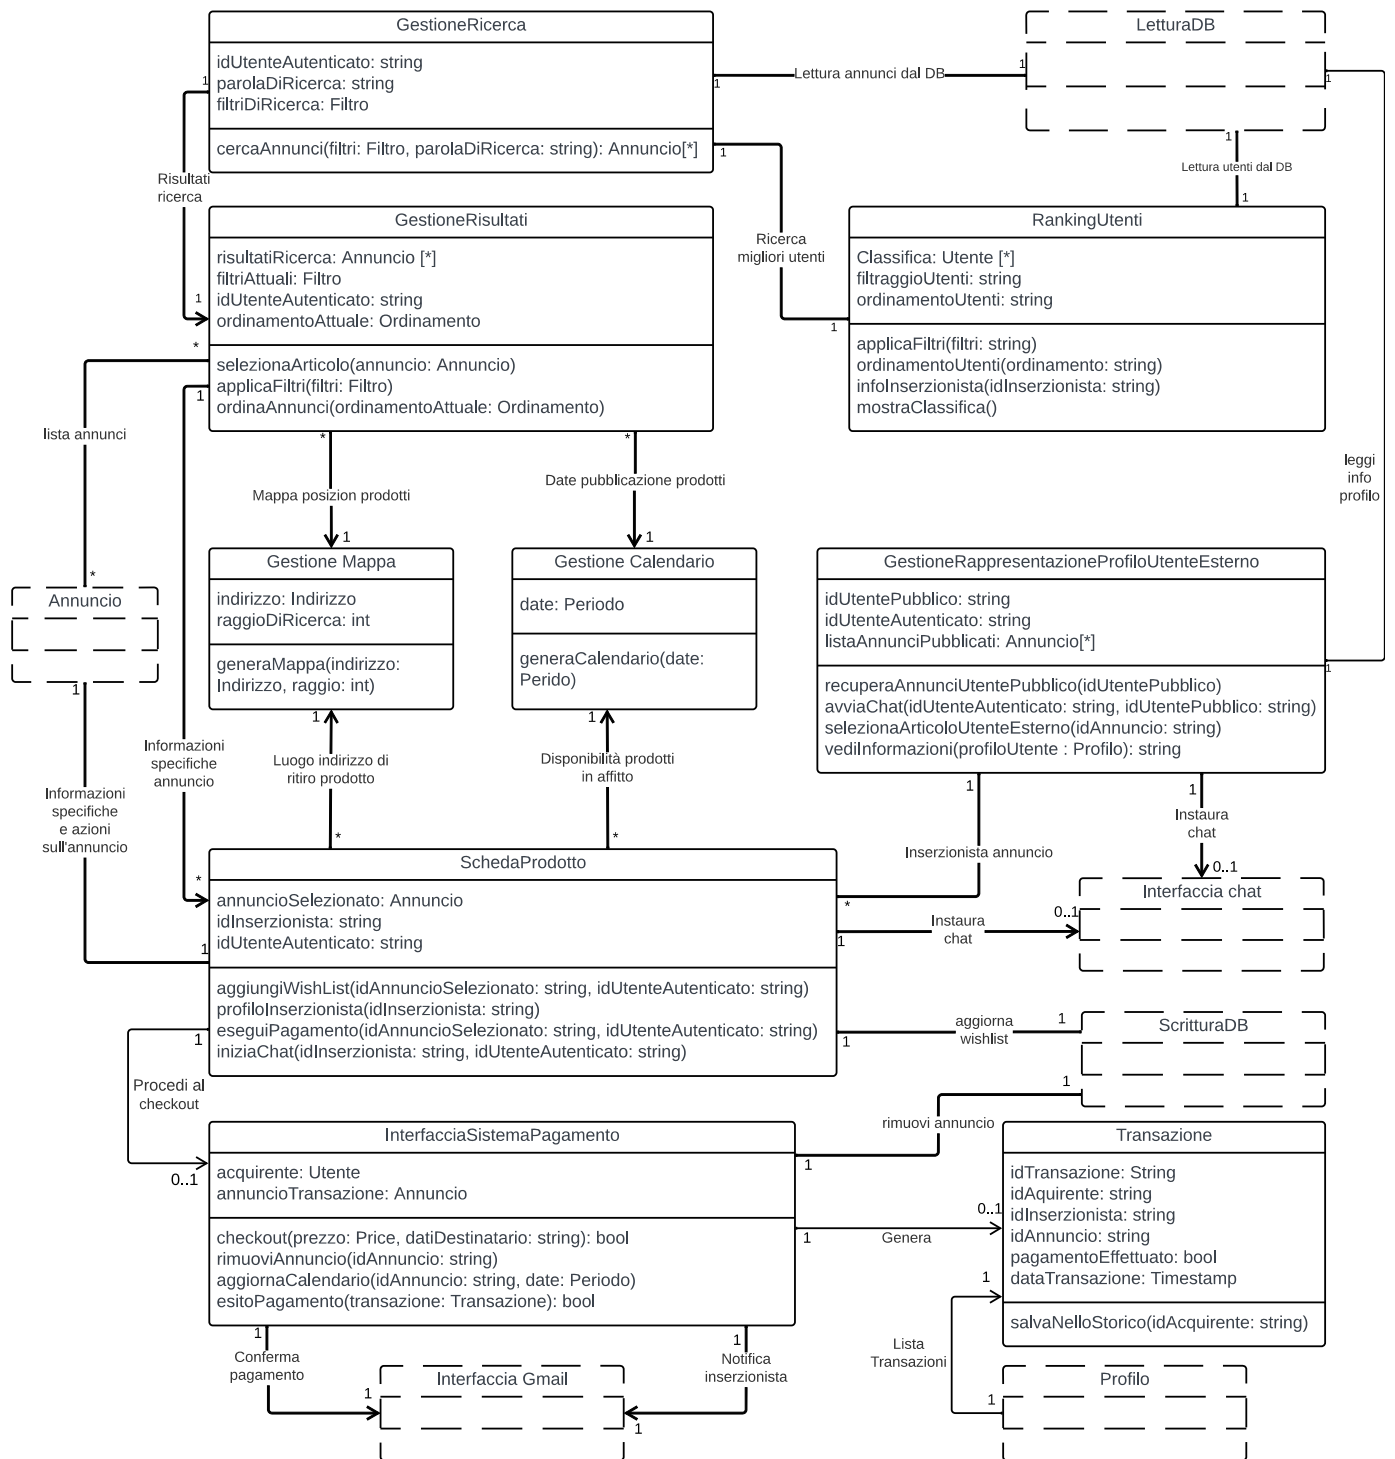 GestioneRicerca
idUtenteAutenticato: string
parolaDiRicerca: string
filtriDiRicerca: Filtro
cercaAnnunci(filtri: Filtro, parolaDiRicerca: string): Annuncio[*]
1
1
1
Lettura annunci dal DB
1
LetturaDB
1
1
Lettura utenti dal DB
1
Risultati
ricerca
1
GestioneRisultati
risultatiRicerca: Annuncio [*]
filtriAttuali: Filtro
idUtenteAutenticato: string
ordinamentoAttuale: Ordinamento
selezionaArticolo(annuncio: Annuncio)
applicaFiltri(filtri: Filtro)
ordinaAnnunci(ordinamentoAttuale: Ordinamento)
*
1
*
*
Ricerca
migliori utenti
1
RankingUtenti
Classifica: Utente [*]
filtraggioUtenti: string
ordinamentoUtenti: string
applicaFiltri(filtri: string)
ordinamentoUtenti(ordinamento: string)
infoInserzionista(idInserzionista: string)
mostraClassifica()
leggi
info
profilo
1
lista annunci
*
Mappa posizion prodotti
1
Date pubblicazione prodotti
1
Annuncio
1
Gestione Mappa
indirizzo: Indirizzo
raggioDiRicerca: int
generaMappa(indirizzo:
Indirizzo, raggio: int)
1
Gestione Calendario
date: Periodo
generaCalendario(date:
Perido)
1
GestioneRappresentazioneProfiloUtenteEsterno
idUtentePubblico: string
idUtenteAutenticato: string
listaAnnunciPubblicati: Annuncio[*]
recuperaAnnunciUtentePubblico(idUtentePubblico)
avviaChat(idUtenteAutenticato: string, idUtentePubblico: string)
selezionaArticoloUtenteEsterno(idAnnuncio: string)
vediInformazioni(profiloUtente : Profilo): string
1
1
Informazioni
specifiche
annuncio
*
Informazioni
specifiche
e azioni
sull'annuncio
1
Luogo indirizzo di
ritiro prodotto
*
Disponibilità prodotti
in affitto
*
Inserzionista annuncio
*
Instaura
chat
0..1
SchedaProdotto
annuncioSelezionato: Annuncio
idInserzionista: string
idUtenteAutenticato: string
aggiungiWishList(idAnnuncioSelezionato: string, idUtenteAutenticato: string)
profiloInserzionista(idInserzionista: string)
eseguiPagamento(idAnnuncioSelezionato: string, idUtenteAutenticato: string)
iniziaChat(idInserzionista: string, idUtenteAutenticato: string)
1
Instaura
chat
0..1
Interfaccia chat
1
aggiorna
wishlist
1
ScritturaDB
1
1
Procedi al
checkout
0..1
rimuovi annuncio
1
InterfacciaSistemaPagamento
acquirente: Utente
annuncioTransazione: Annuncio
checkout(prezzo: Price, datiDestinatario: string): bool
rimuoviAnnuncio(idAnnuncio: string)
aggiornaCalendario(idAnnuncio: string, date: Periodo)
esitoPagamento(transazione: Transazione): bool
1
Genera
0..1
Transazione
idTransazione: String
idAquirente: string
idInserzionista: string
idAnnuncio: string
pagamentoEffettuato: bool
dataTransazione: Timestamp
salvaNelloStorico(idAcquirente: string)
1
Lista
Transazioni
1
Profilo
1
Conferma
pagamento
1
1
Notifica
inserzionista
1
Interfaccia Gmail